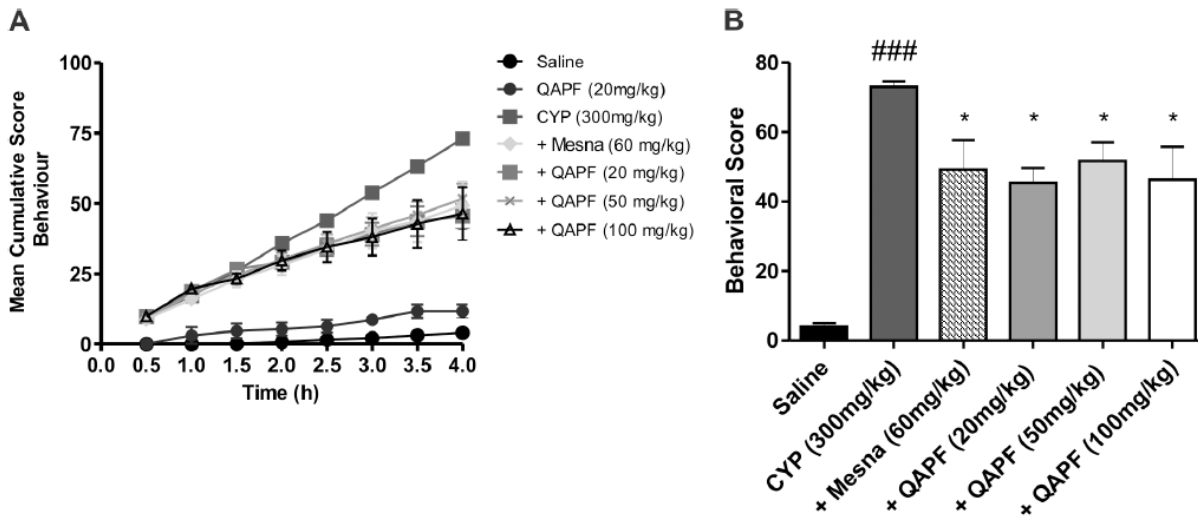 A
Mean Cumulative Score
Behaviour
100
75
50
25
0
0.0 0.5 1.0 1.5 2.0 2.5 3.0 3.5 4.0
Time (h)
Saline
QAPF (20mg/kg)
CYP (300mg/kg)
+ Mesna (60 mg/kg)
+ QAPF (20 mg/kg)
+ QAPF (50 mg/kg)
+ QAPF (100 mg/kg)
B
Behavioral Score
80
60
40
20
0
###
* * * *
Saline
CYP (300mg/kg)
+ Mesna (60mg/kg)
+ QAPF (20mg/kg)
+ QAPF (50mg/kg)
+ QAPF (100mg/kg)